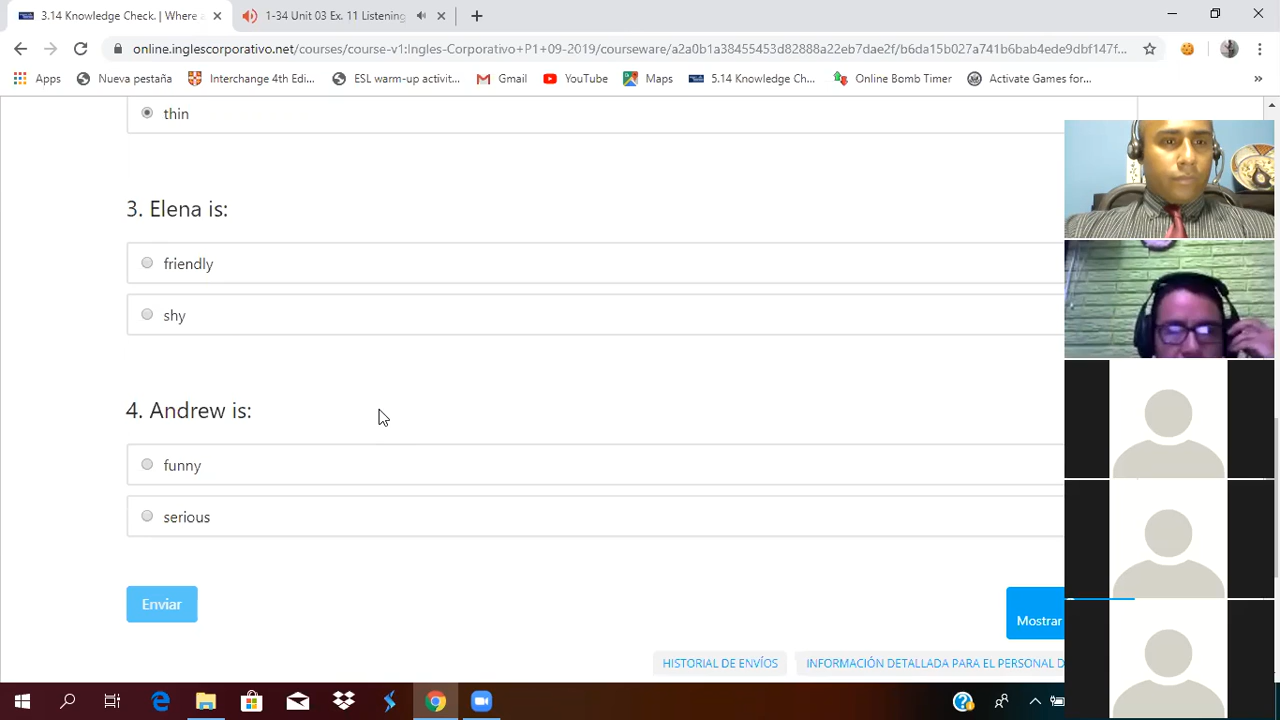 3.14 Knowledge Check. | Where a
1-34 Unit 03 Ex. 11 Listening
online.inglescorporativo.net/courses/course-v1:Ingles-Corporativo+P1+09-2019/courseware/a2a0b1a38455453d82888a22eb7dae2f/b6da15b027a741b6bab4ede9dbf147f...
Apps
Nueva pestaña
Interchange 4th Edi...
ESL warm-up activit...
Gmail
YouTube
Maps
5.14 Knowledge Ch...
Online Bomb Timer
Activate Games for...
thin
3. Elena is:
friendly
shy
4. Andrew is:
funny
serious
Enviar
Mostrar
HISTORIAL DE ENVÍOS
INFORMACIÓN DETALLADA PARA EL PERSONAL D